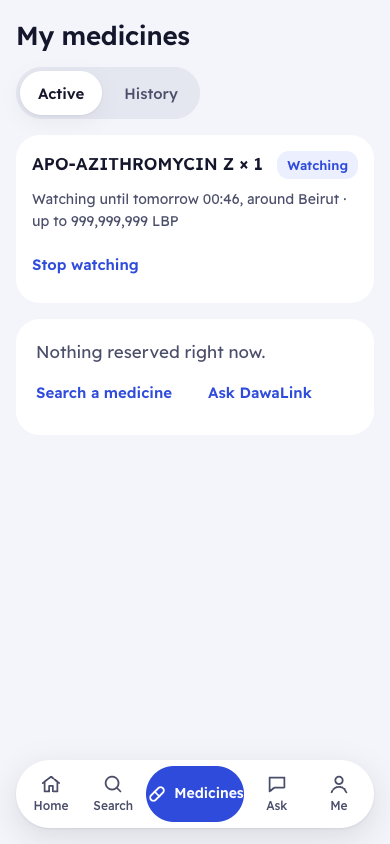 My medicines
Active
History
APO-AZITHROMYCIN Z × 1
Watching
Watching until tomorrow 00:46, around Beirut ·
up to 999,999,999 LBP
Stop watching
Nothing reserved right now.
Search a medicine
Ask DawaLink
Home
Search
Medicines
Ask
Me